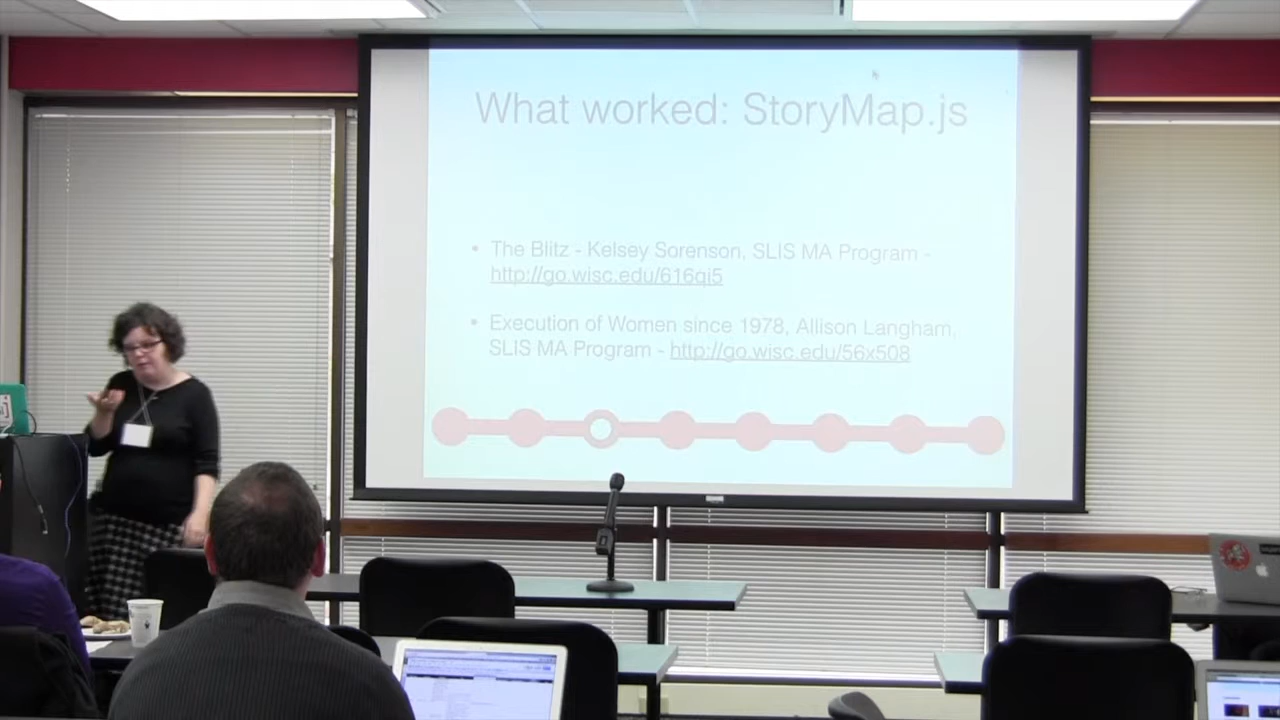 What worked: StoryMap.js
• The Blitz - Kelsey Sorenson, SLIS MA Program -
http://go.wisc.edu/616qi5
• Execution of Women since 1978, Allison Langham,
SLIS MA Program - http://go.wisc.edu/56x508